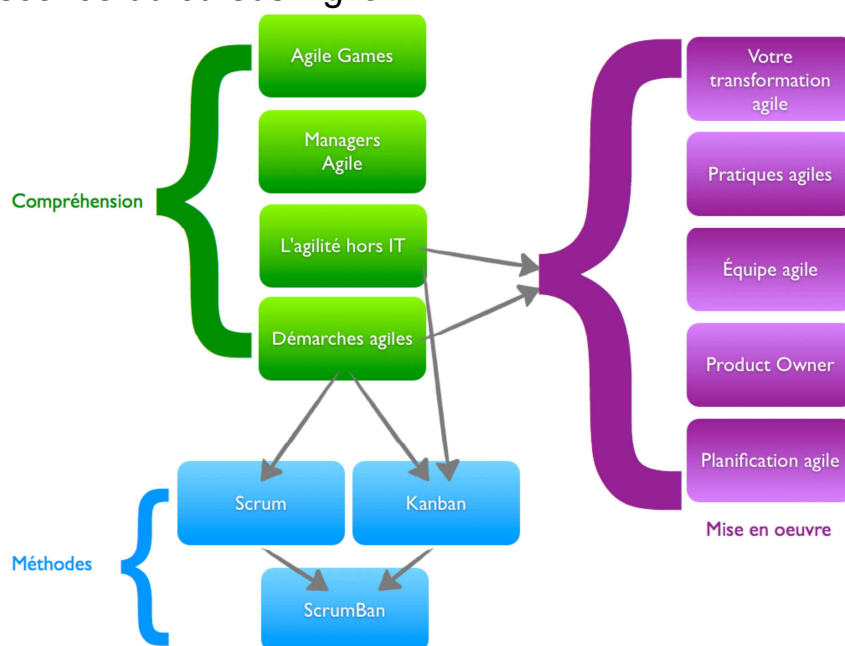 Agile Games
Managers
Agile
Compréhension
L'agilité hors IT
Démarches agiles
Votre
transformation
agile
Pratiques agiles
Équipe agile
Product Owner
Planification agile
Mise en oeuvre
Scrum
Kanban
Méthodes
ScrumBan